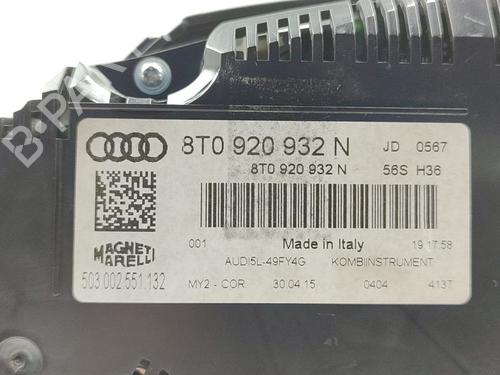 B-PARTS
8T0 920 932 N JD 0567
8T0 920 932 N 56S H36
001 Made in Italy 19:17:58
MAGNETI MARELLI
AUDI5L-49FY4G KOMBIINSTRUMENT
503.002.551.132 MY2 - COR 30.04.15 0404 4137